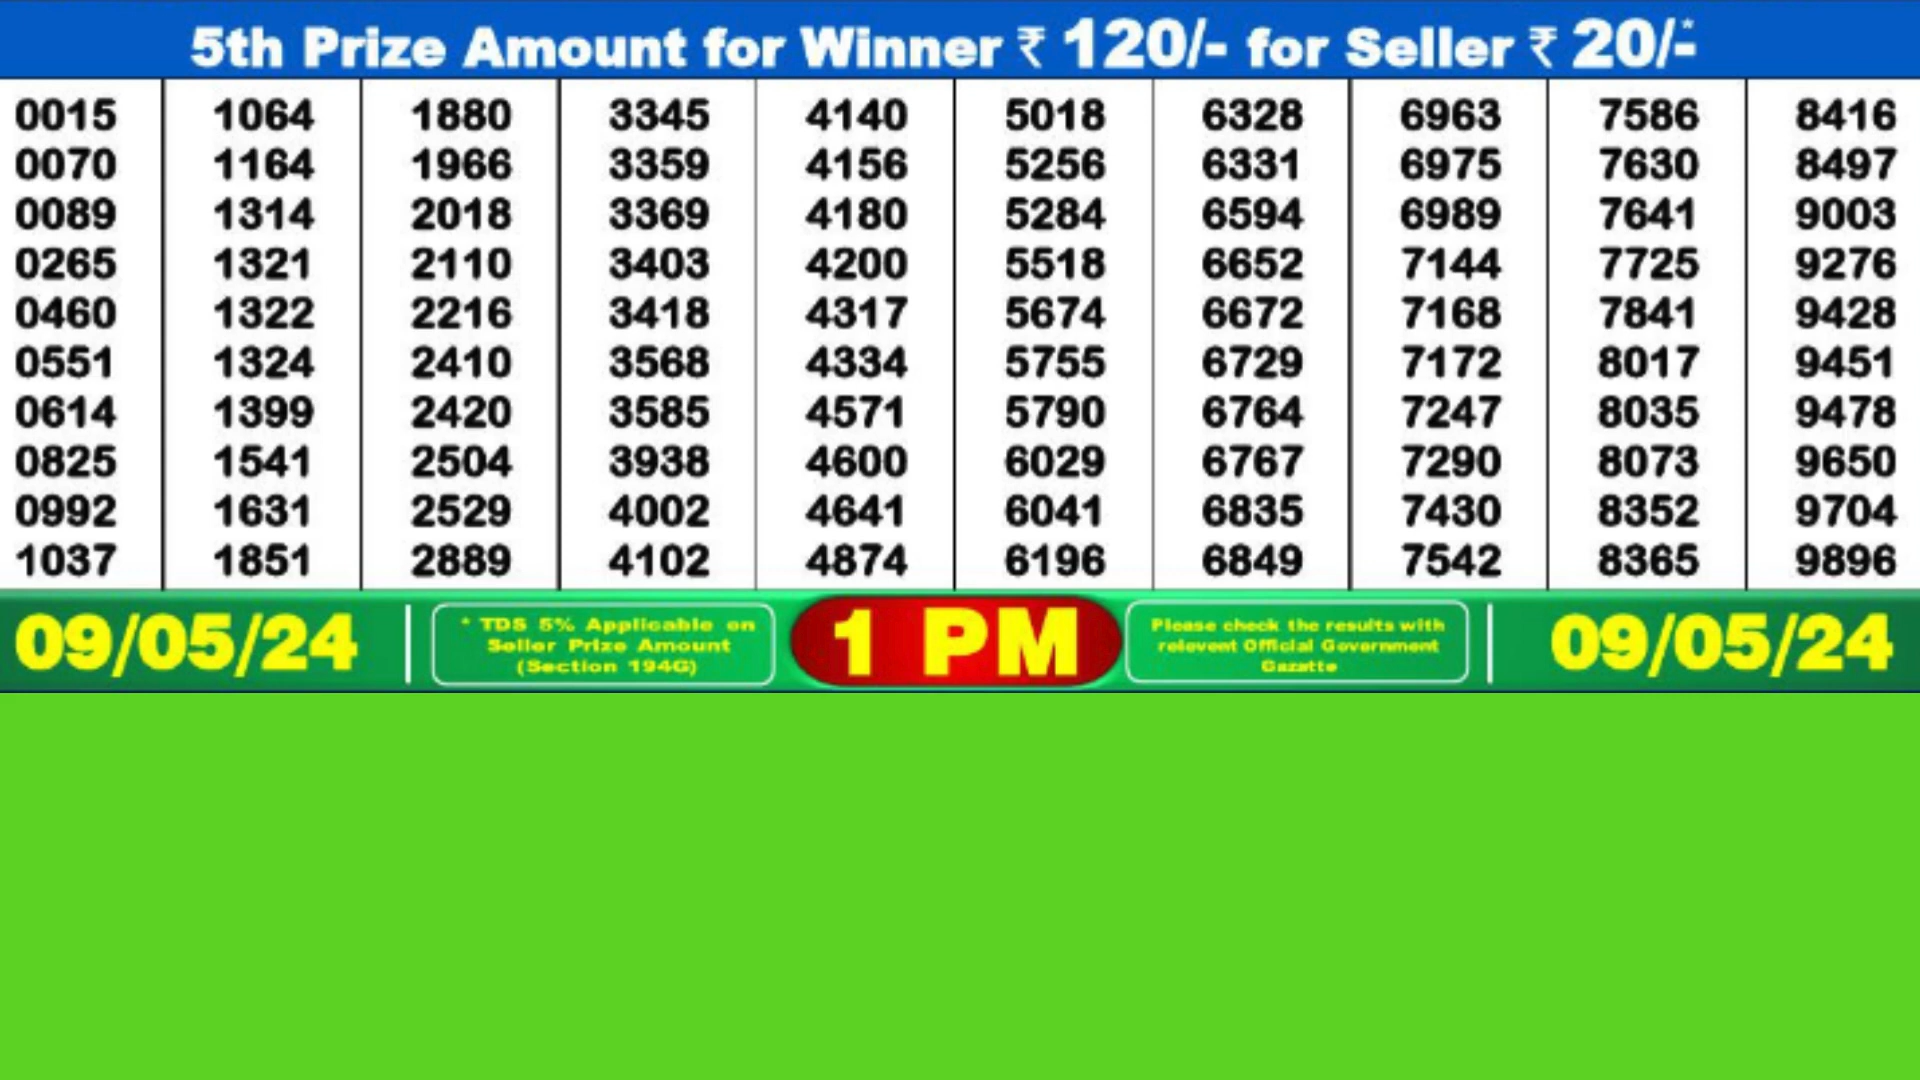 5th Prize Amount for Winner ₹ 120/- for Seller ₹ 20/-*
0015 1064 1880 3345 4140 5018 6328 6963 7586 8416
0070 1164 1966 3359 4156 5256 6331 6975 7630 8497
0089 1314 2018 3369 4180 5284 6594 6989 7641 9003
0265 1321 2110 3403 4200 5518 6652 7144 7725 9276
0460 1322 2216 3418 4317 5674 6672 7168 7841 9428
0551 1324 2410 3568 4334 5755 6729 7172 8017 9451
0614 1399 2420 3585 4571 5790 6764 7247 8035 9478
0825 1541 2504 3938 4600 6029 6767 7290 8073 9650
0992 1631 2529 4002 4641 6041 6835 7430 8352 9704
1037 1851 2889 4102 4874 6196 6849 7542 8365 9896
09/05/24
* TDS 5% Applicable on
Seller Prize Amount
(Section 194G)
1 PM
Please check the results with
relevent Official Government
Gazatte
09/05/24